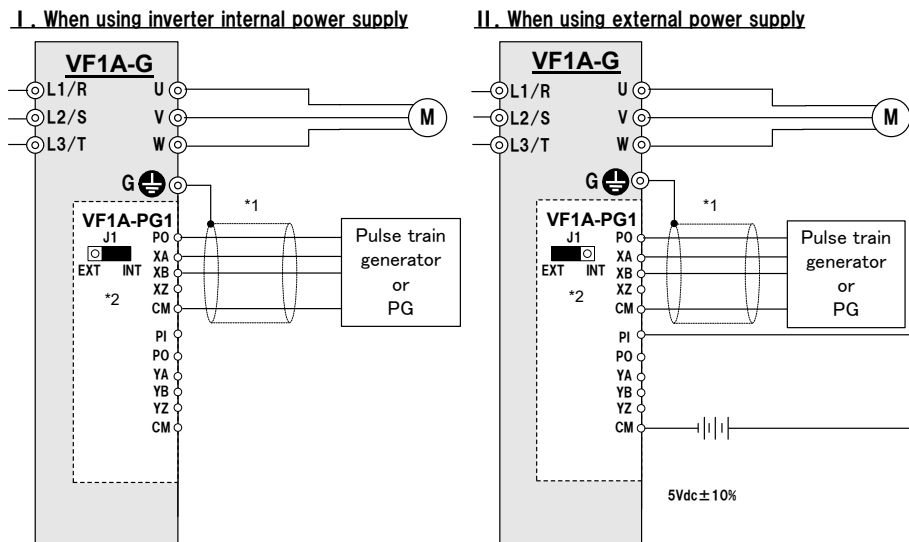 I. When using inverter internal power supply
VF1A-G
L1/R
U
L2/S
V
M
L3/T
W
G
*1
VF1A-PG1
J1
EXT INT
*2
PO
XA
XB
XZ
CM
Pulse train
generator
or
PG
PI
PO
YA
YB
YZ
CM
II. When using external power supply
VF1A-G
L1/R
U
L2/S
V
M
L3/T
W
G
*1
VF1A-PG1
J1
EXT INT
*2
PO
XA
XB
XZ
CM
Pulse train
generator
or
PG
PI
PO
YA
YB
YZ
CM
5Vdc±10%